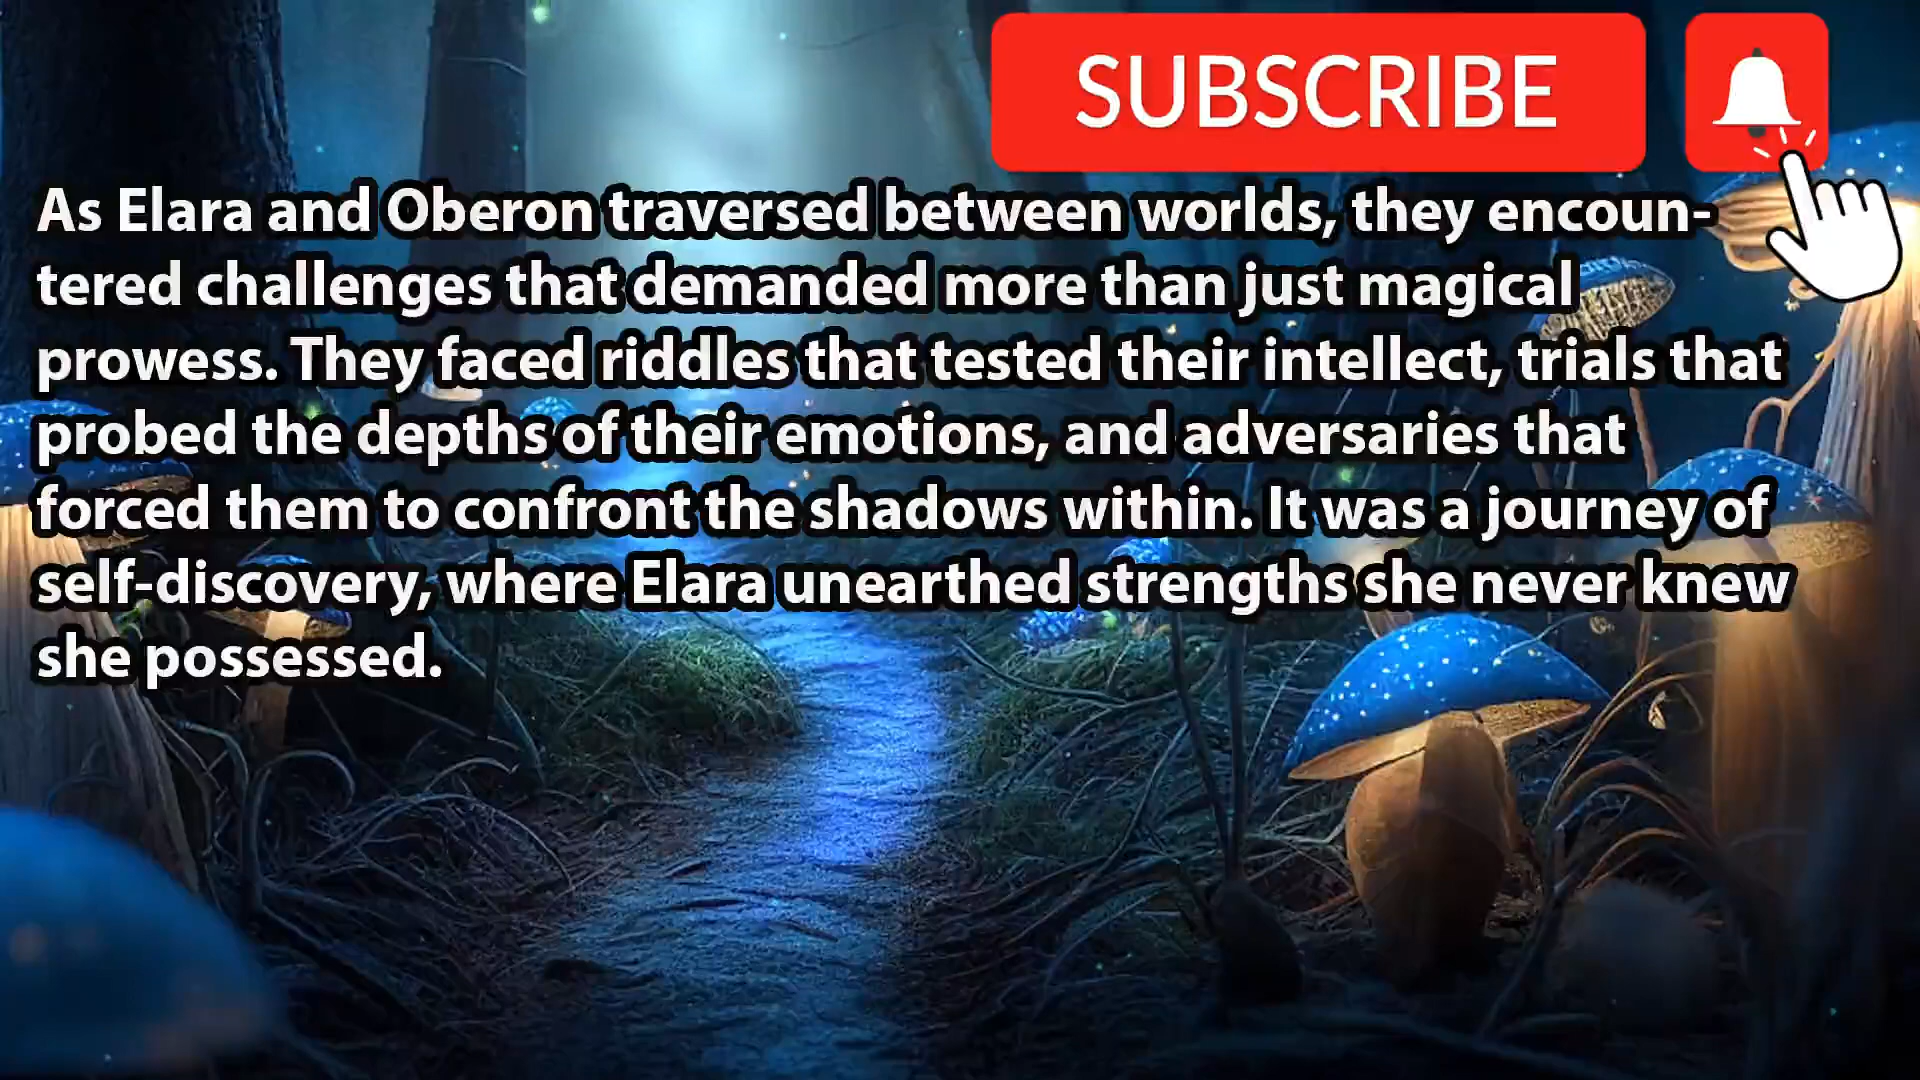 SUBSCRIBE
As Elara and Oberon traversed between worlds, they encoun-
tered challenges that demanded more than just magical
prowess. They faced riddles that tested their intellect, trials that
probed the depths of their emotions, and adversaries that
forced them to confront the shadows within. It was a journey of
self-discovery, where Elara unearthed strengths she never knew
she possessed.